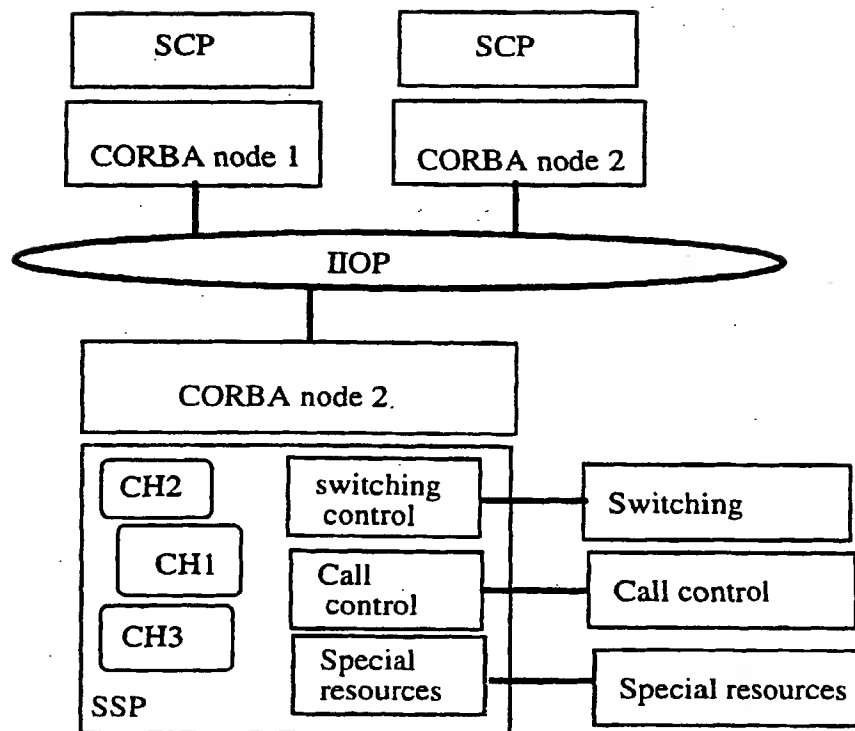 SCP
SCP
CORBA node 1
CORBA node 2
IIOP
CORBA node 2.
CH2
CH1
CH3
SSP
switching
control
Call
control
Special
resources
Switching
Call control
Special resources